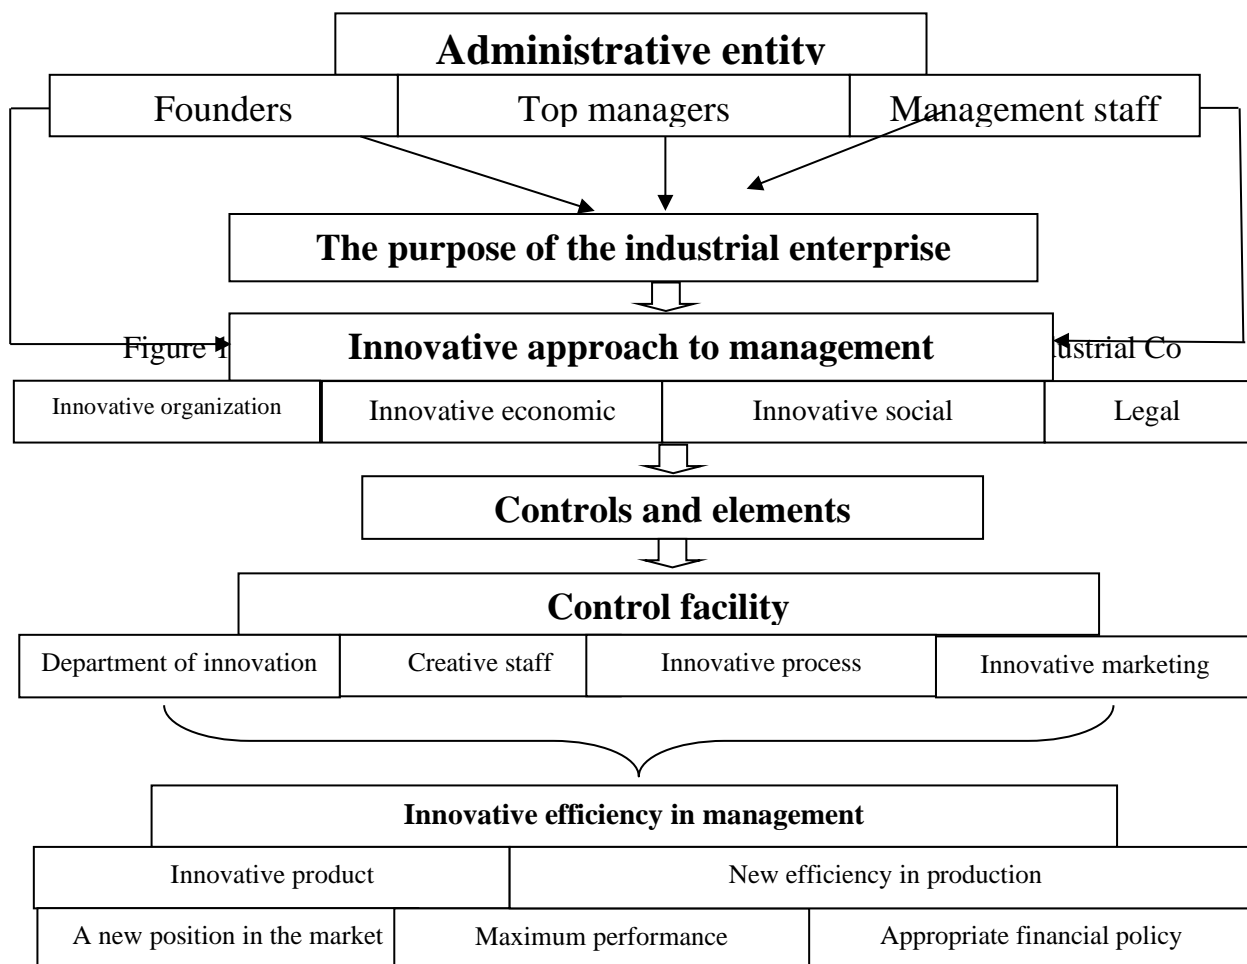 Administrative entity
Founders
Top managers
Management staff
The purpose of the industrial enterprise
Innovative approach to management
Figure 1
ustrial Co
Innovative organization
Innovative economic
Innovative social
Legal
Controls and elements
Control facility
Department of innovation
Creative staff
Innovative process
Innovative marketing
Innovative efficiency in management
Innovative product
New efficiency in production
A new position in the market
Maximum performance
Appropriate financial policy